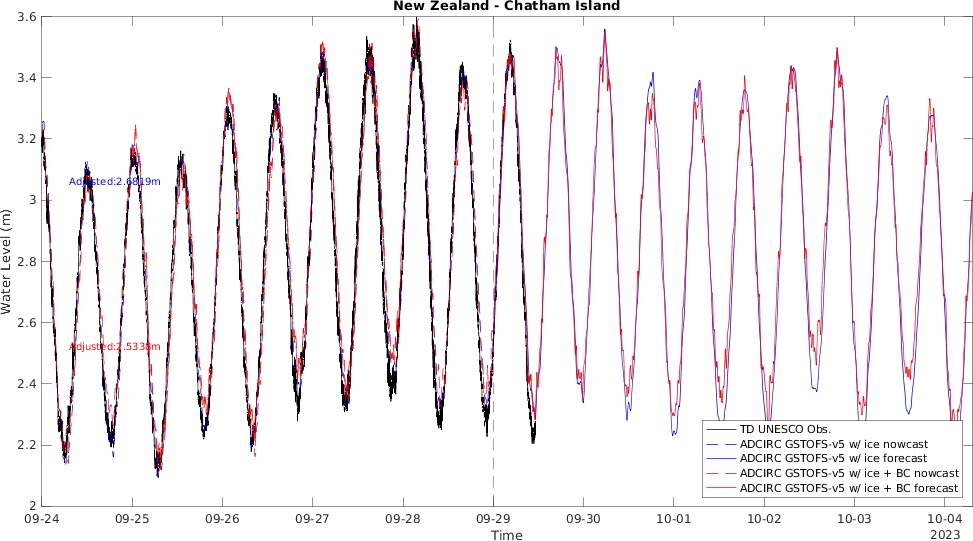 New Zealand - Chatham Island
3.6
3.4
3.2
3
2.8
2.6
2.4
2.2
2
Water Level (m)
Adjusted:2.6819m
Adjusted:2.5338m
TD UNESCO Obs.
ADCIRC GSTOFS-v5 w/ ice nowcast
ADCIRC GSTOFS-v5 w/ ice forecast
ADCIRC GSTOFS-v5 w/ ice + BC nowcast
ADCIRC GSTOFS-v5 w/ ice + BC forecast
09-24 09-25 09-26 09-27 09-28 09-29 09-30 10-01 10-02 10-03 10-04
2023
Time